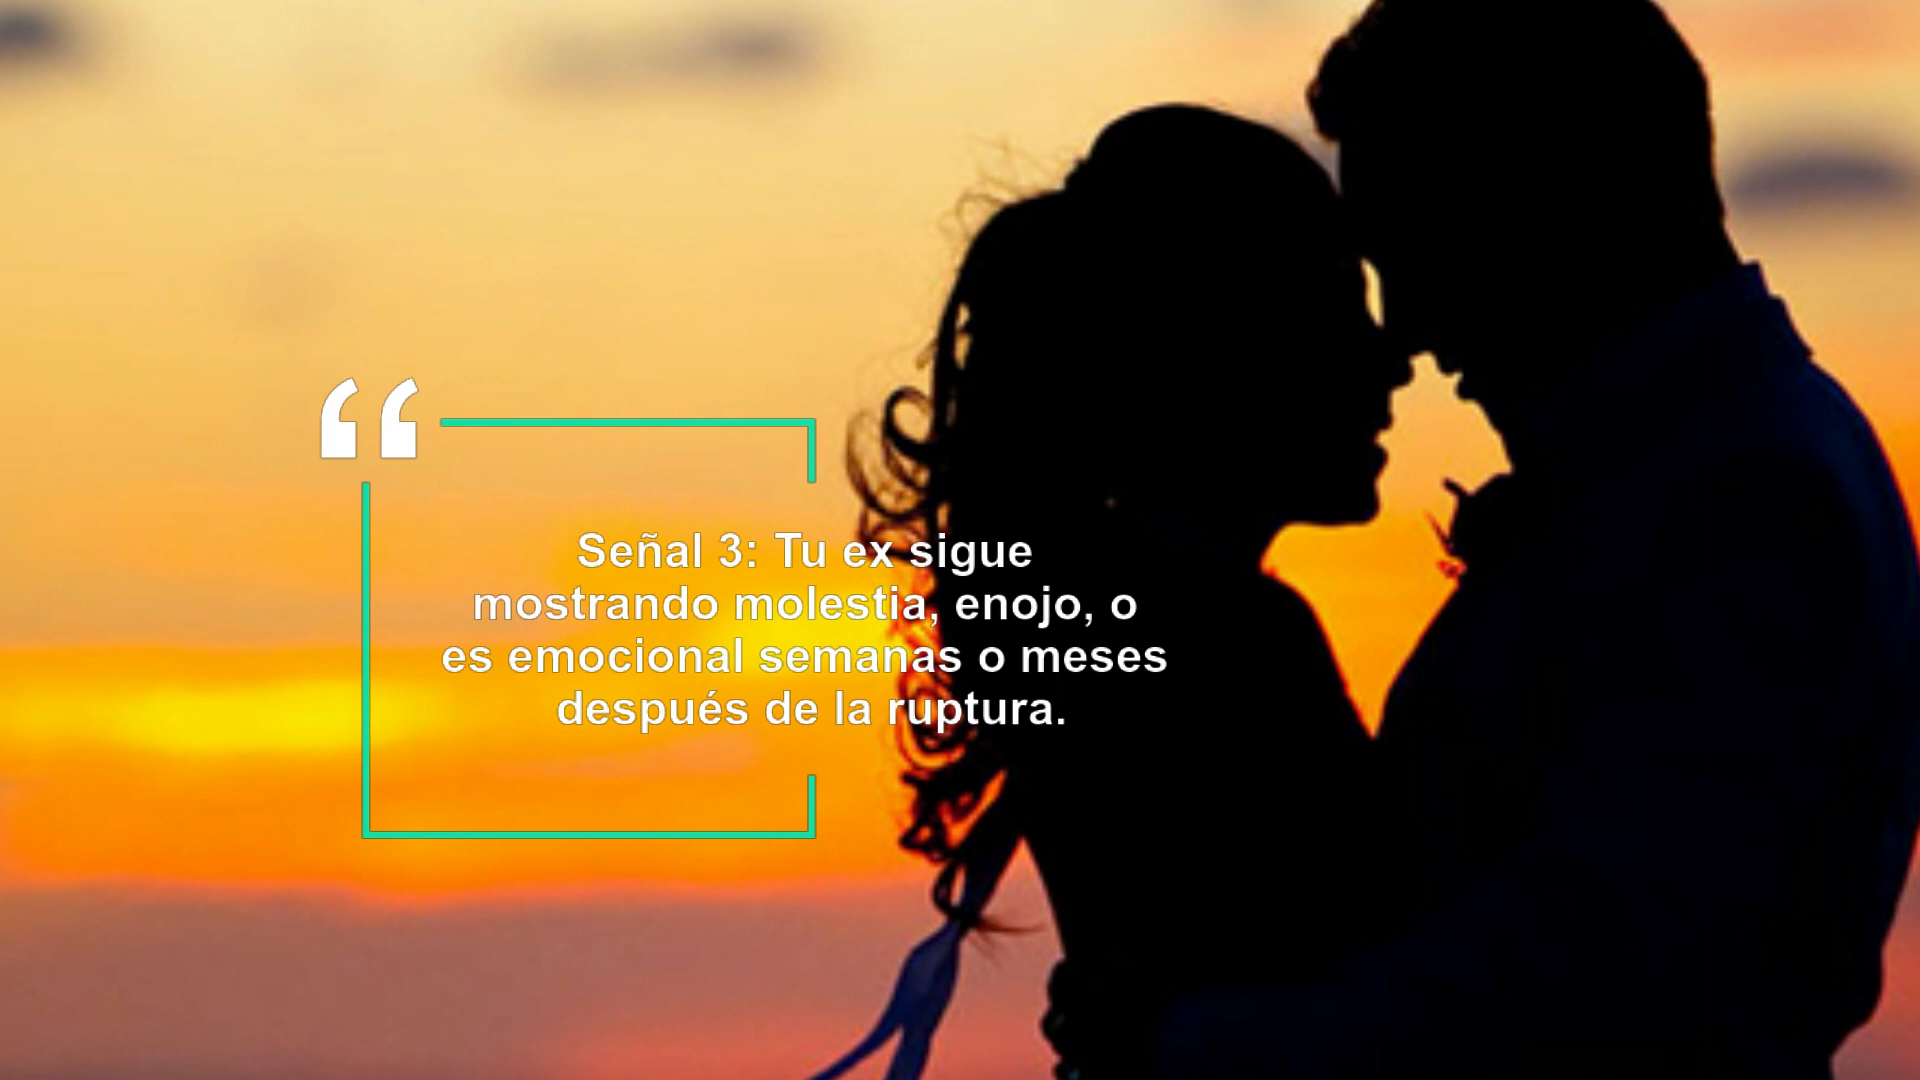 “
Señal 3: Tu ex sigue
mostrando molestia, enojo, o
es emocional semanas o meses
después de la ruptura.